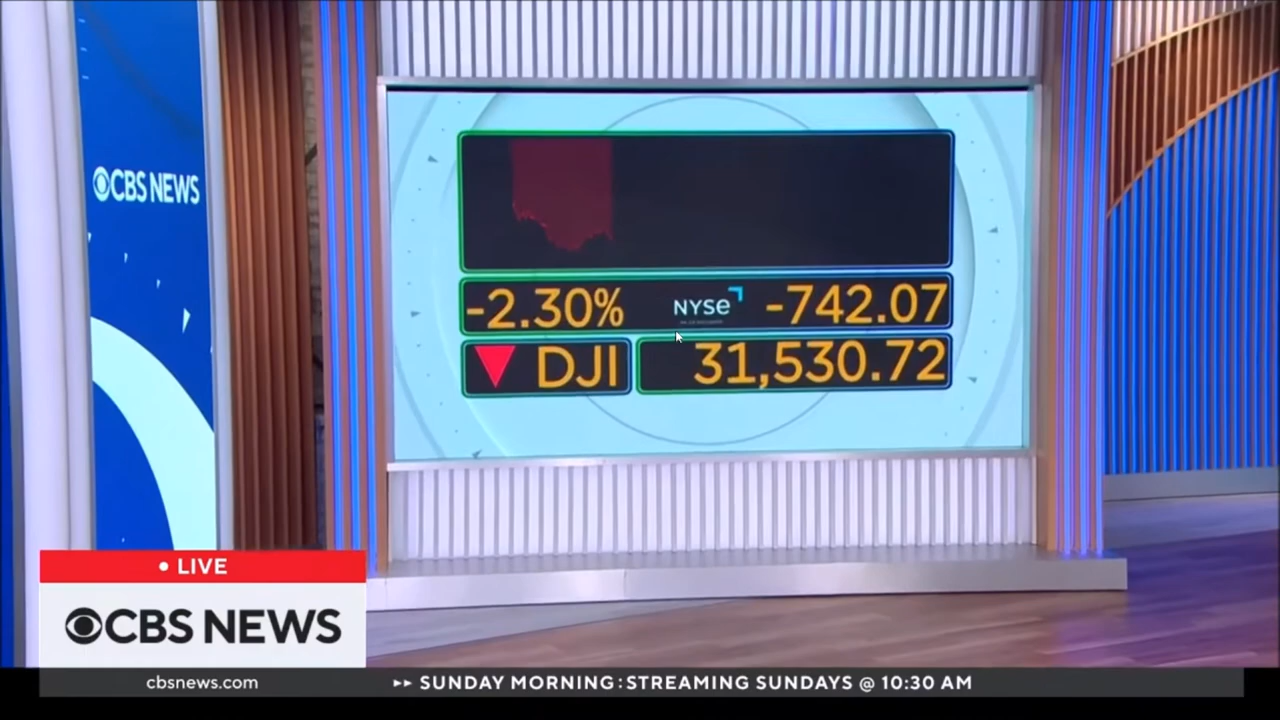 CBS NEWS
-2.30% NYSE -742.07
DJI 31,530.72
• LIVE
CBS NEWS
cbsnews.com SUNDAY MORNING: STREAMING SUNDAYS @ 10:30 AM